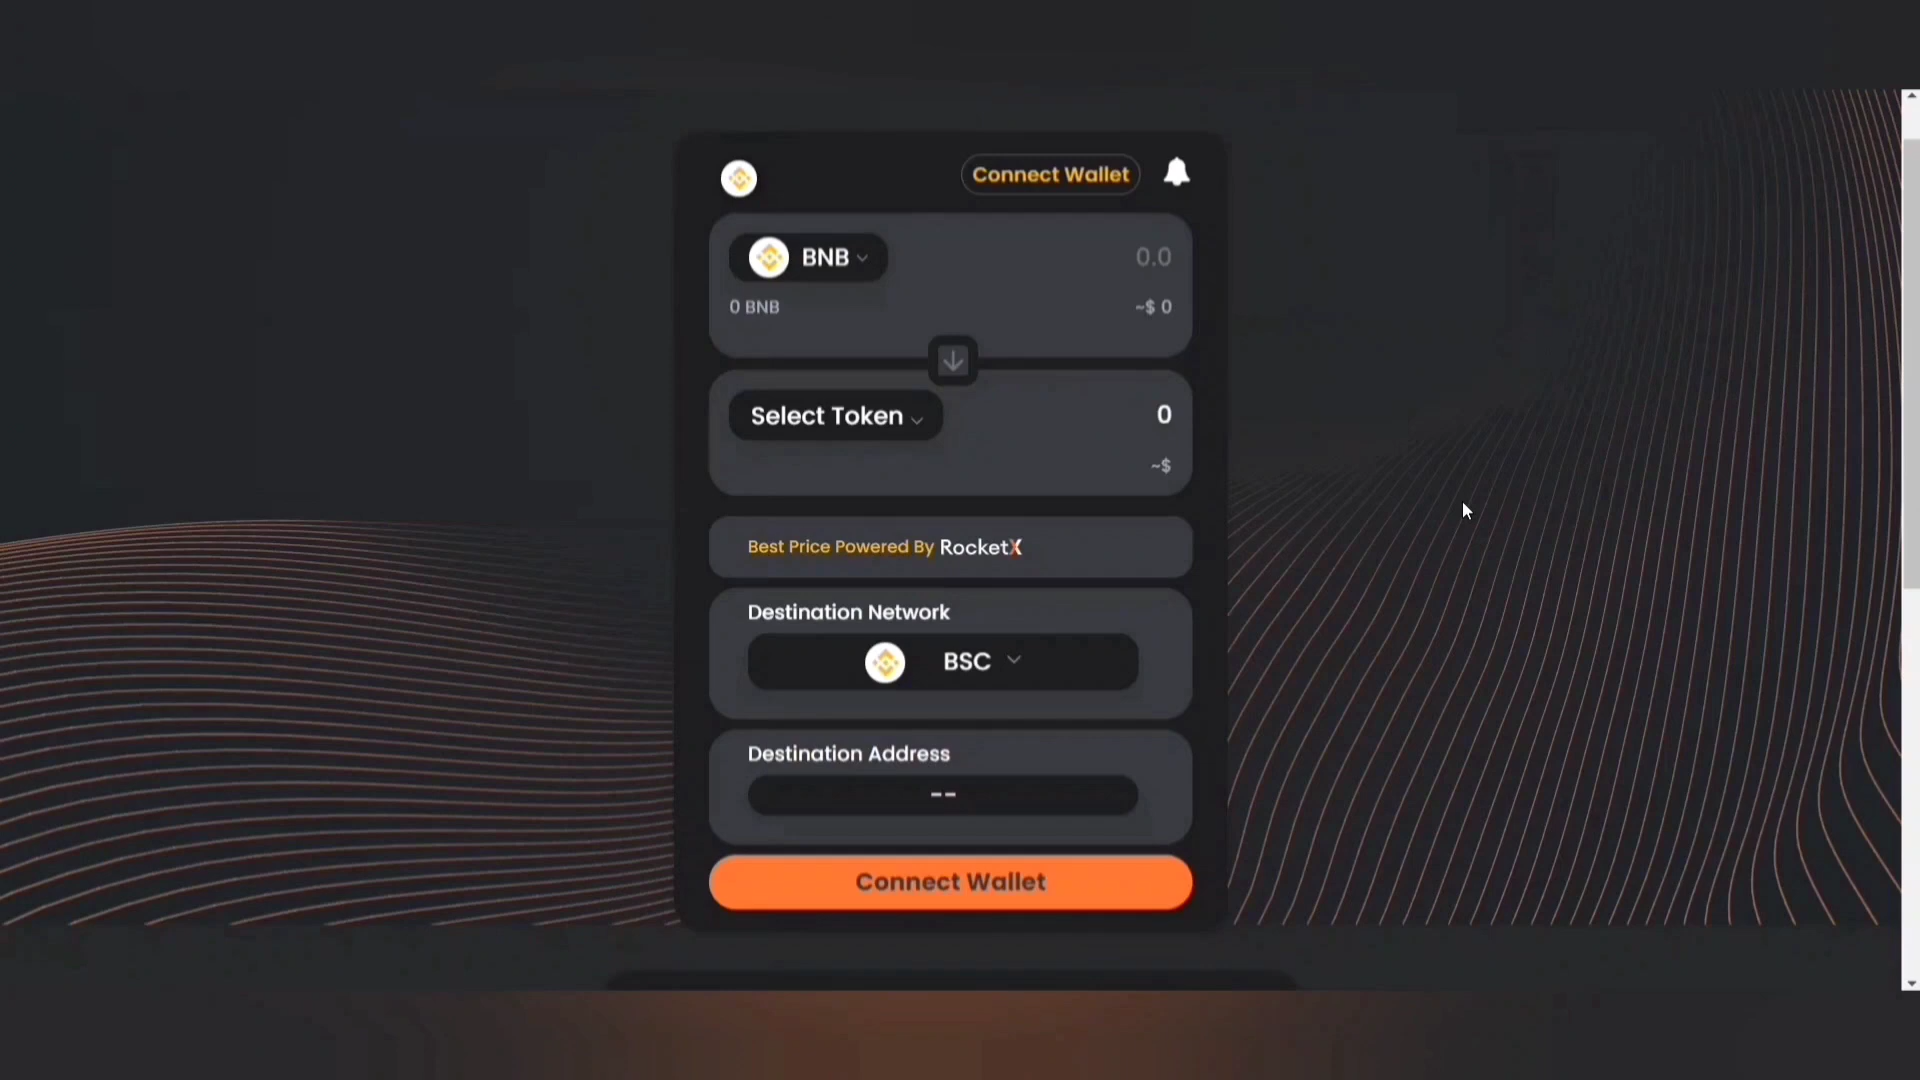 Connect Wallet
BNB
0.0
0 BNB
~$ 0
Select Token
0
~$
Best Price Powered By RocketX
Destination Network
BSC
Destination Address
--
Connect Wallet